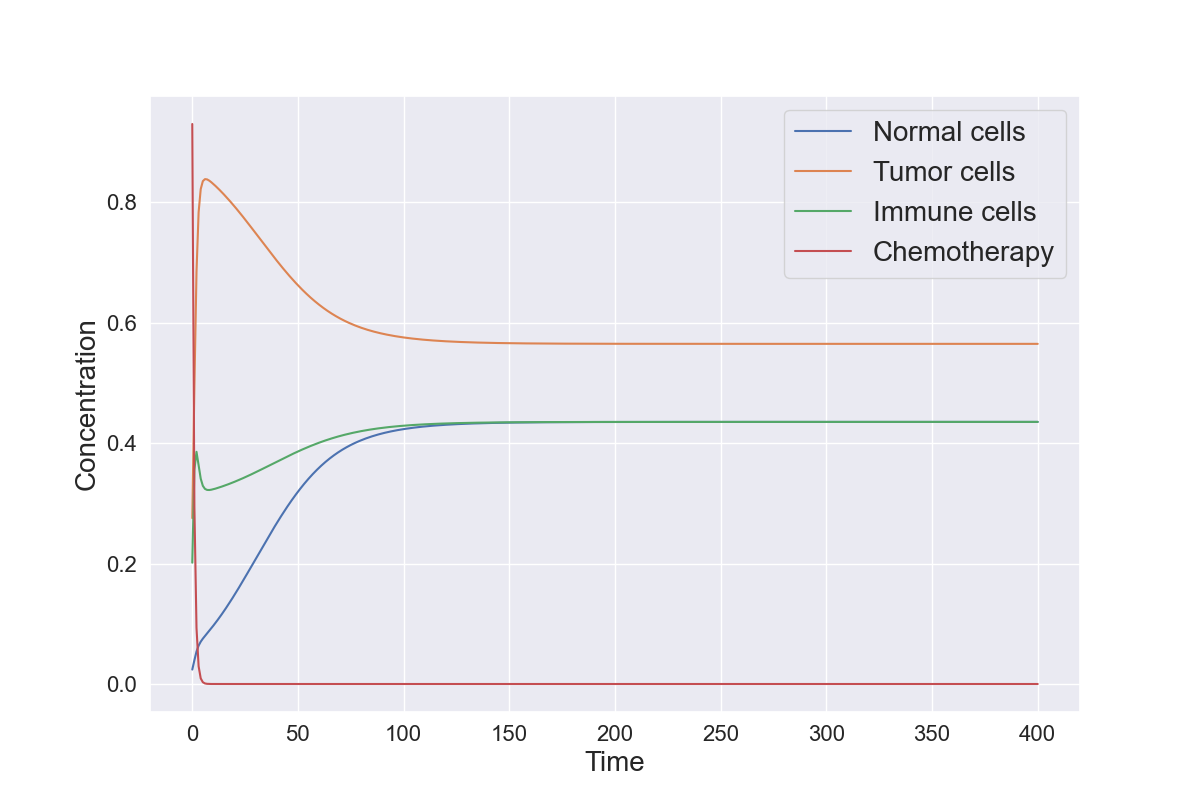 Normal cells
Tumor cells
Immune cells
Chemotherapy
Concentration
0.8
0.6
0.4
0.2
0.0
0 50 100 150 200 250 300 350 400
Time